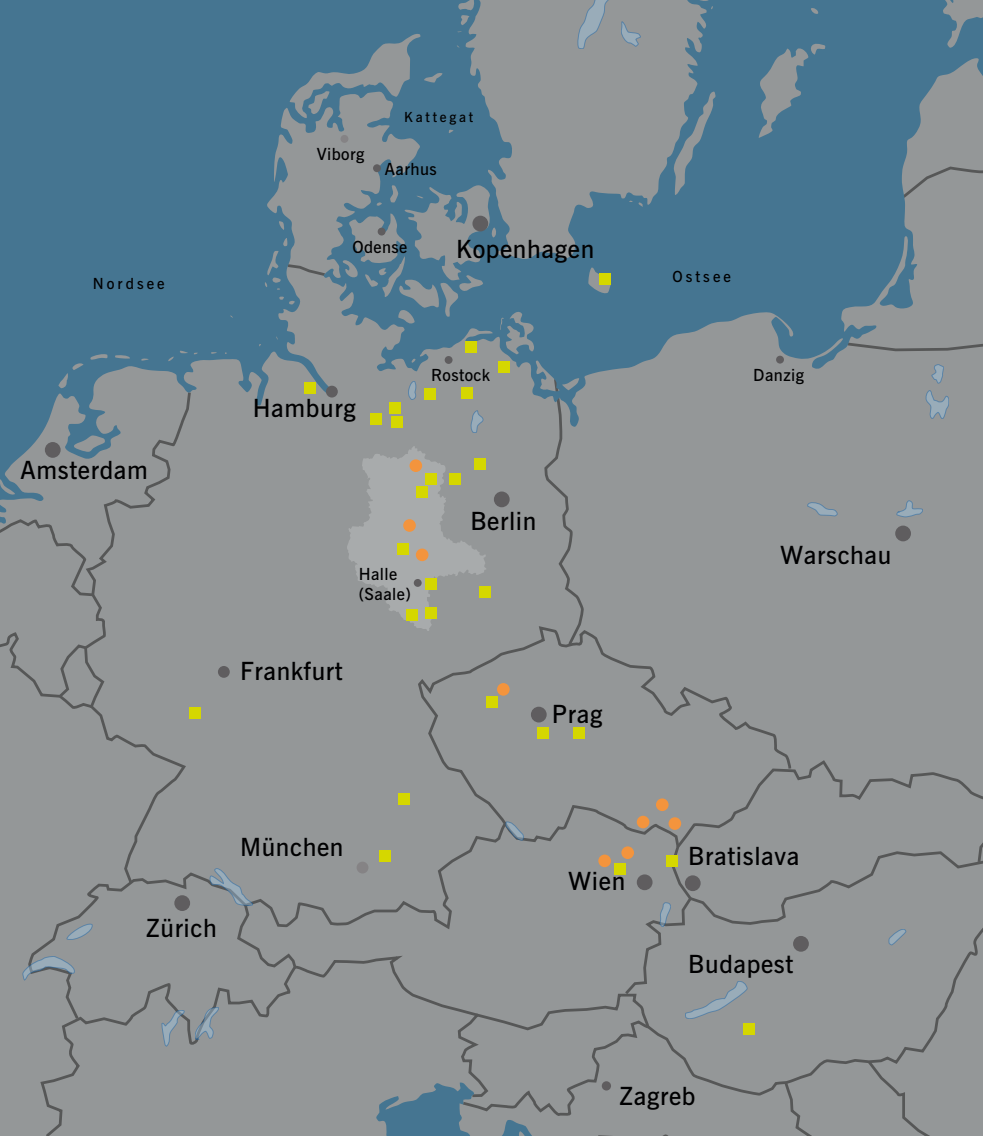 Kattegat
Viborg
Aarhus
Odense
Kopenhagen
Nordsee
Ostsee
Rostock
Danzig
Hamburg
Amsterdam
Berlin
Warschau
Halle
(Saale)
Frankfurt
Prag
München
Bratislava
Wien
Zürich
Budapest
Zagreb